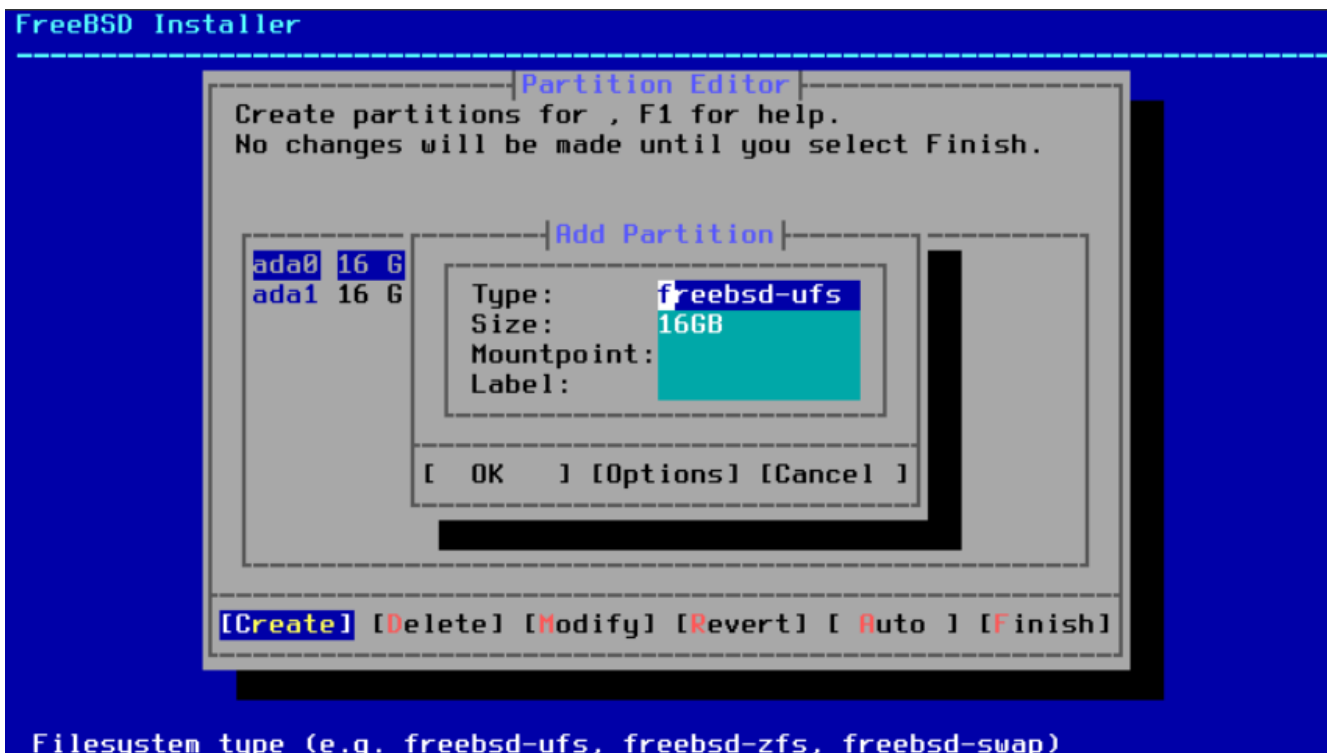 FreeBSD Installer
Partition Editor
Create partitions for , F1 for help.
No changes will be made until you select Finish.
Add Partition
ada0 16 G
ada1 16 G
Type: freebsd-ufs
Size: 16GB
Mountpoint:
Label:
[ OK ] [Options] [Cancel ]
[Create] [Delete] [Modify] [Revert] [ Auto ] [Finish]
Filesystem type (e.g. freebsd-ufs, freebsd-zfs, freebsd-swap)